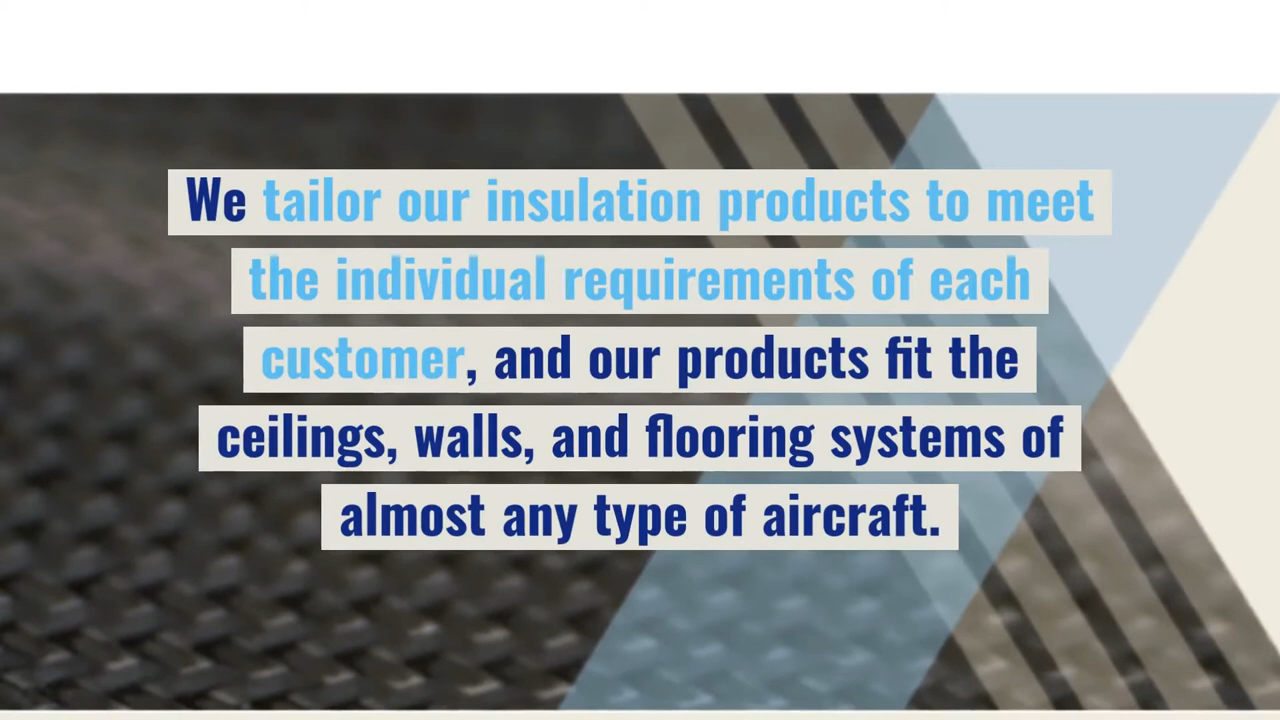 We tailor our insulation products to meet
the individual requirements of each
customer, and our products fit the
ceilings, walls, and flooring systems of
almost any type of aircraft.